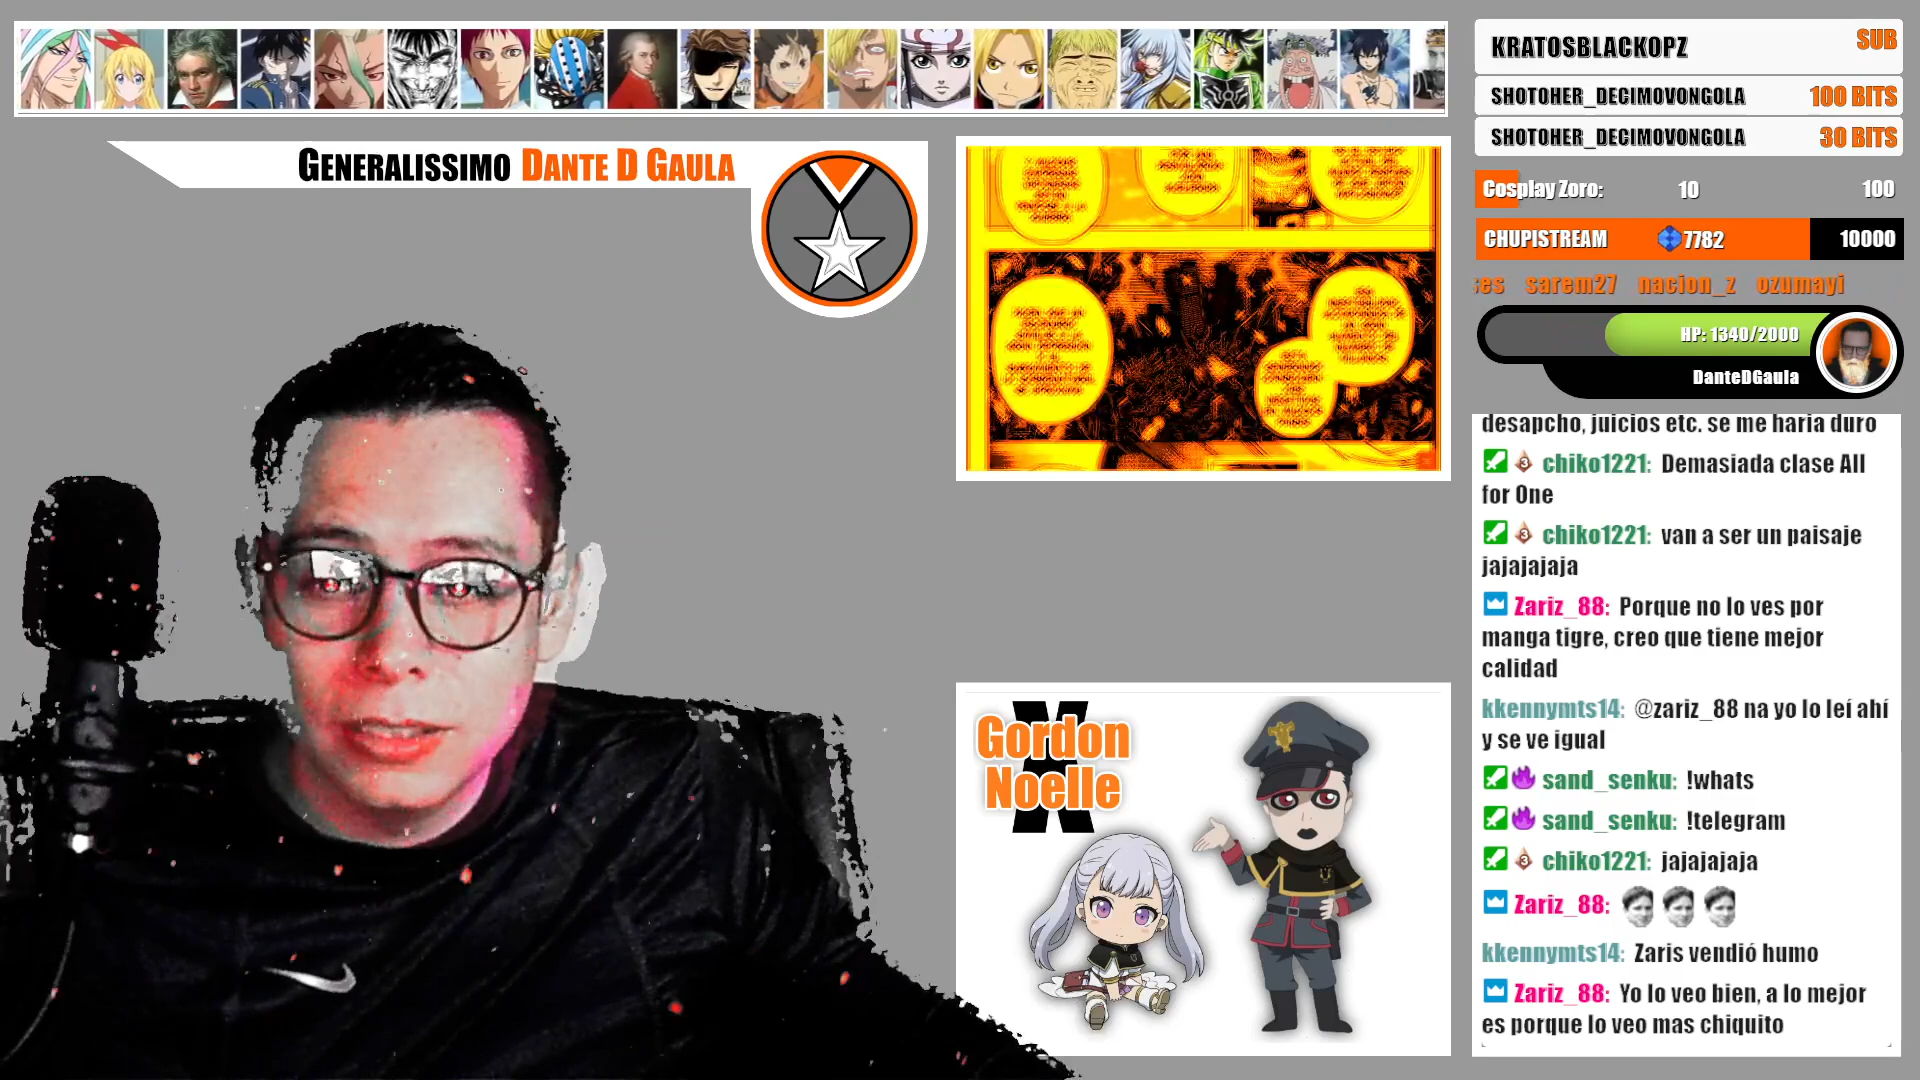 GENERALISSIMO DANTE D GAULA
KRATOSBLACKOPZ SUB
SHOTOHER_DECIMOVONGOLA 100 BITS
SHOTOHER_DECIMOVONGOLA 30 BITS
Cosplay Zoro: 10 100
CHUPISTREAM 7782 10000
es sarem27 nacion_z ozumayi
HP: 1340/2000
DanteDGaula
desapcho, juicios etc. se me haria duro
chiko1221: Demasiada clase All
for One
chiko1221: van a ser un paisaje
jajajajaja
Zariz_88: Porque no lo ves por
manga tigre, creo que tiene mejor
calidad
kkennymts14: @zariz_88 na yo lo leí ahí
y se ve igual
sand_senku: !whats
sand_senku: !telegram
chiko1221: jajajajaja
Zariz_88:
kkennymts14: Zaris vendió humo
Zariz_88: Yo lo veo bien, a lo mejor
es porque lo veo mas chiquito
Gordon
X
Noelle